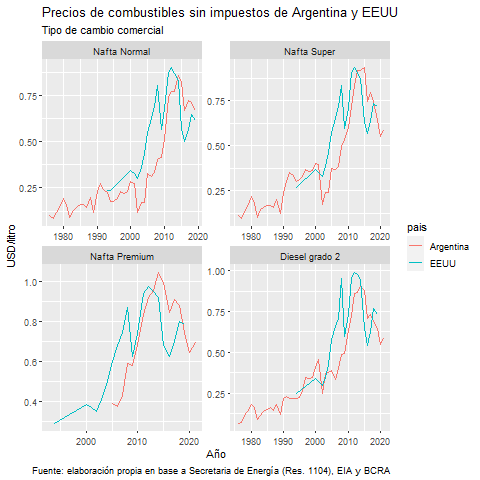 Precios de combustibles sin impuestos de Argentina y EEUU
Tipo de cambio comercial
Nafta Normal
Nafta Super
0.75
0.50
0.25
1980 1990 2000 2010 2021
0.75
0.50
0.25
1980 1990 2000 2010 2021
Nafta Premium
Diesel grado 2
1.0
0.8
0.6
0.4
2000 2010 2021
1.00
0.75
0.50
0.25
1980 1990 2000 2010 2021
USD/litro
Año
pais
Argentina
EEUU
Fuente: elaboración propia en base a Secretaria de Energía (Res. 1104), EIA y BCRA